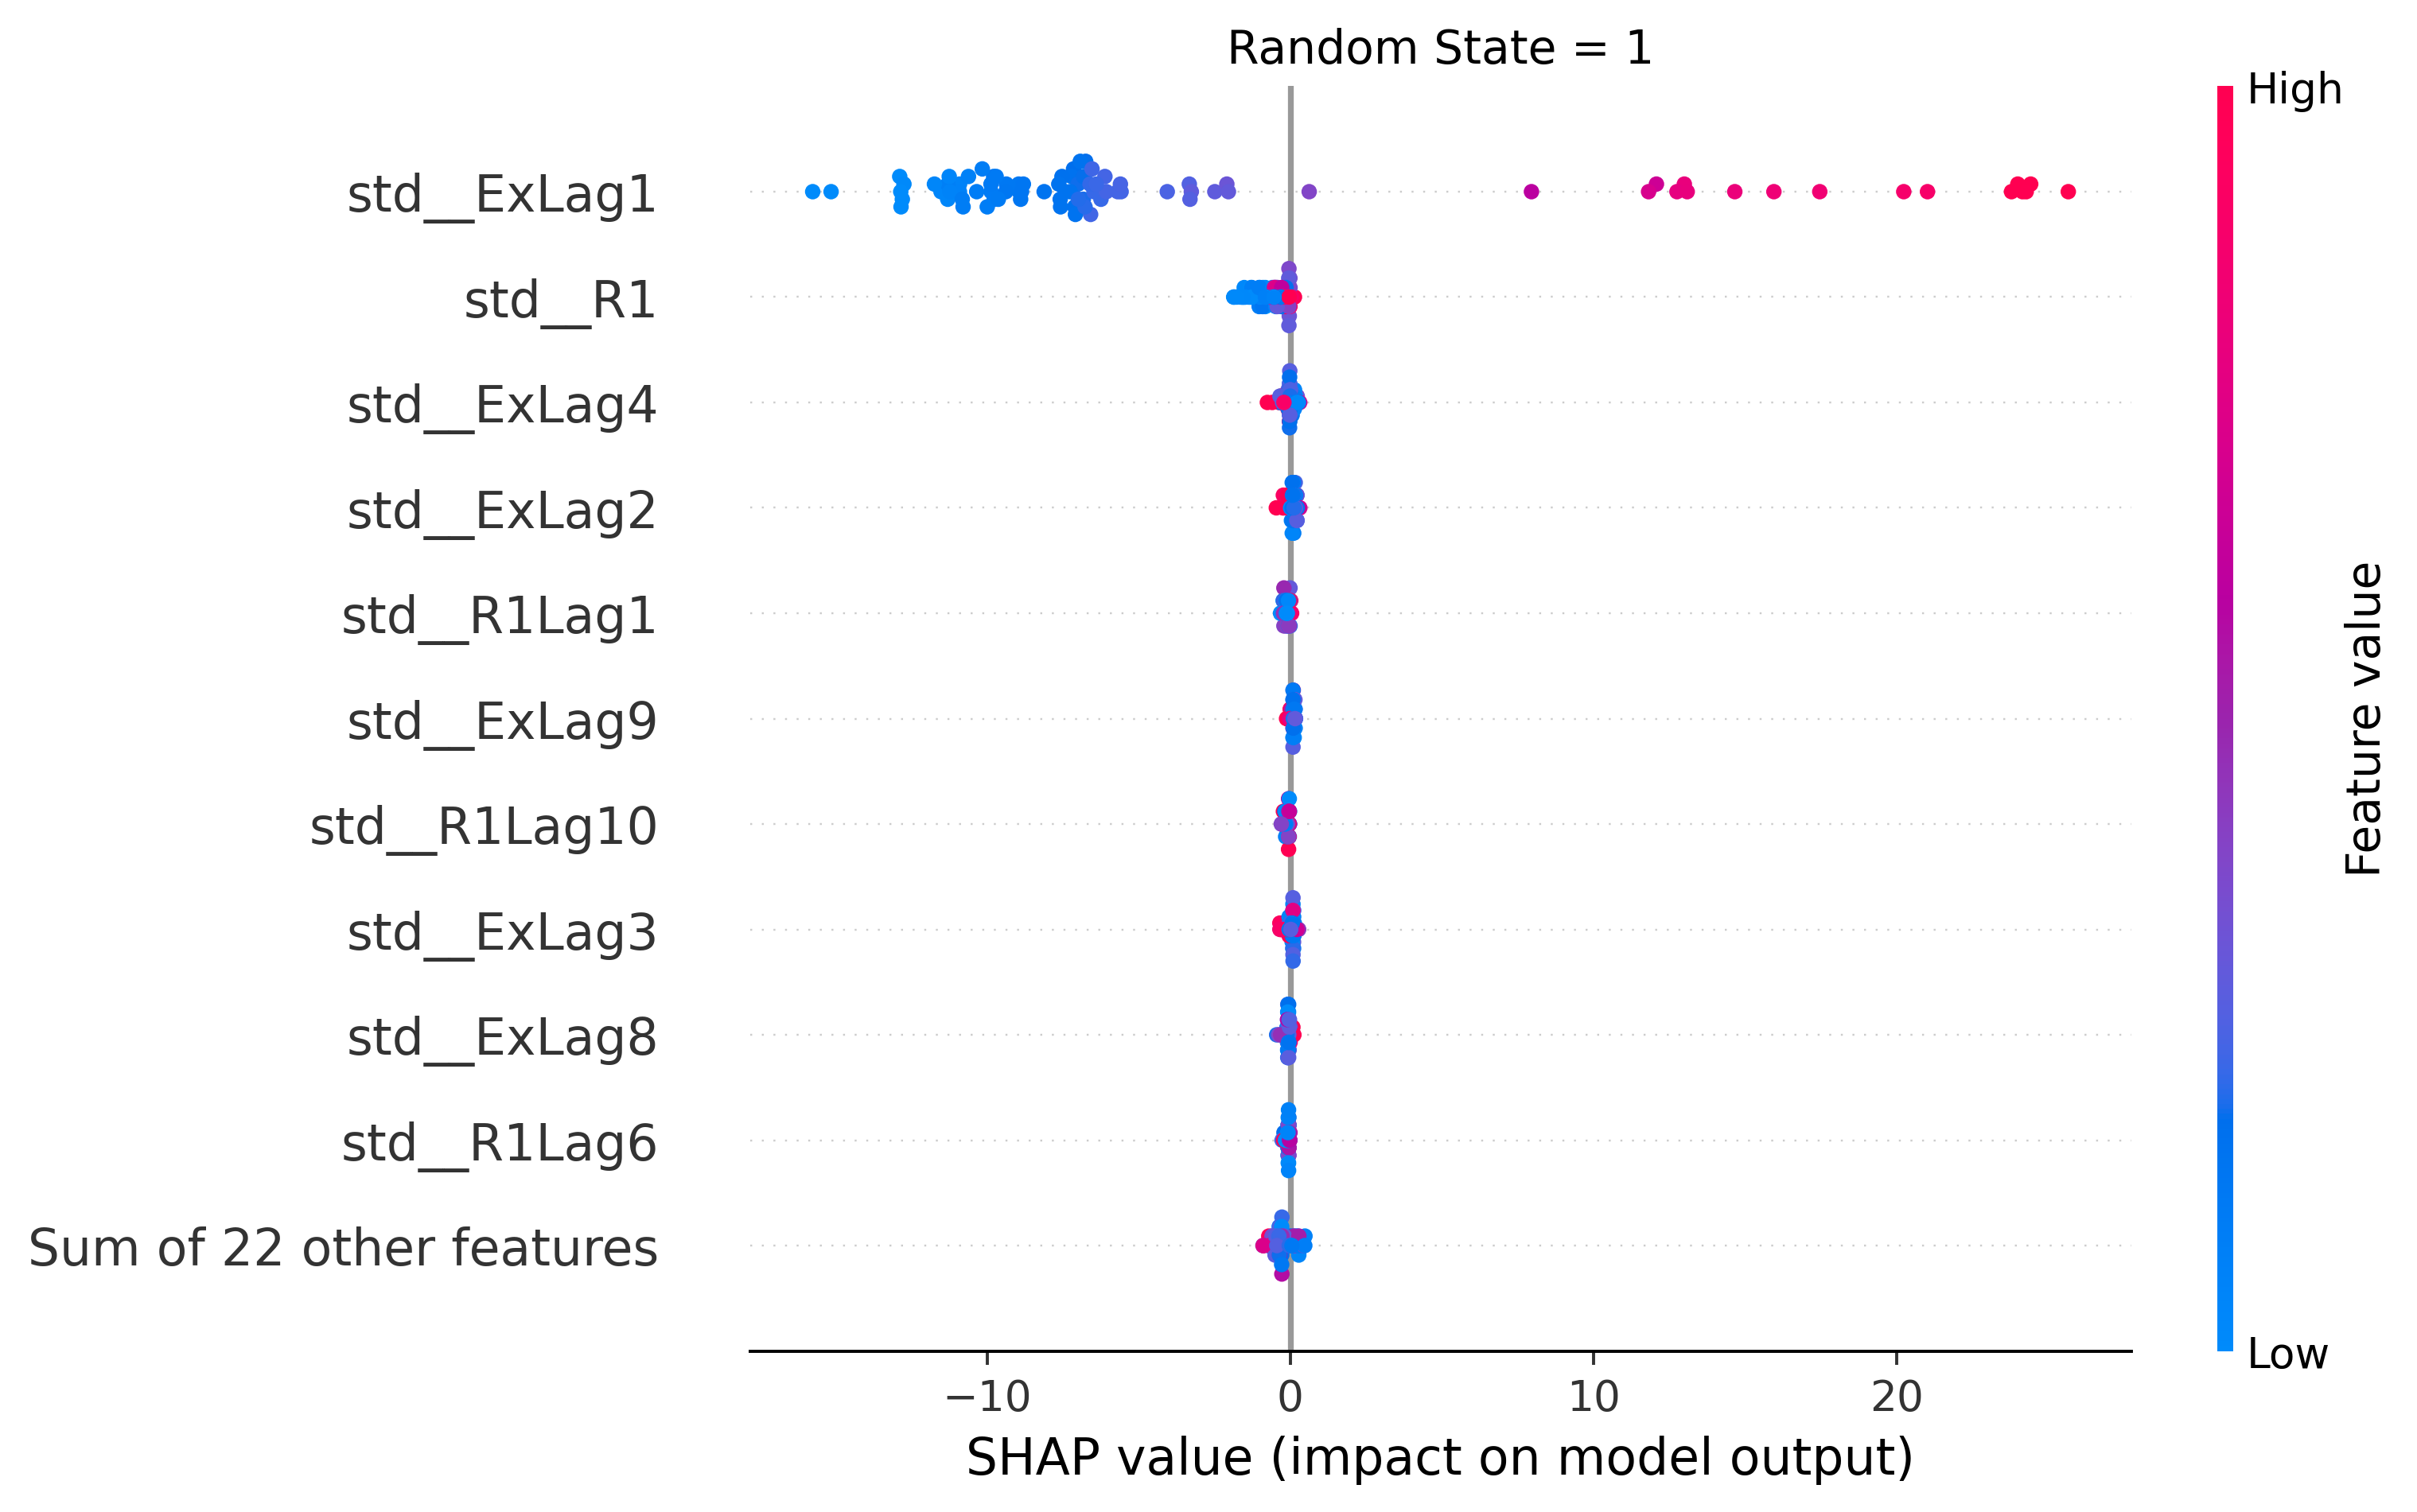 Random State = 1
High
std__ExLag1
std__R1
std__ExLag4
std__ExLag2
std__R1Lag1
std__ExLag9
std__R1Lag10
std__ExLag3
std__ExLag8
std__R1Lag6
Sum of 22 other features
Feature value
Low
−10 0 10 20
SHAP value (impact on model output)